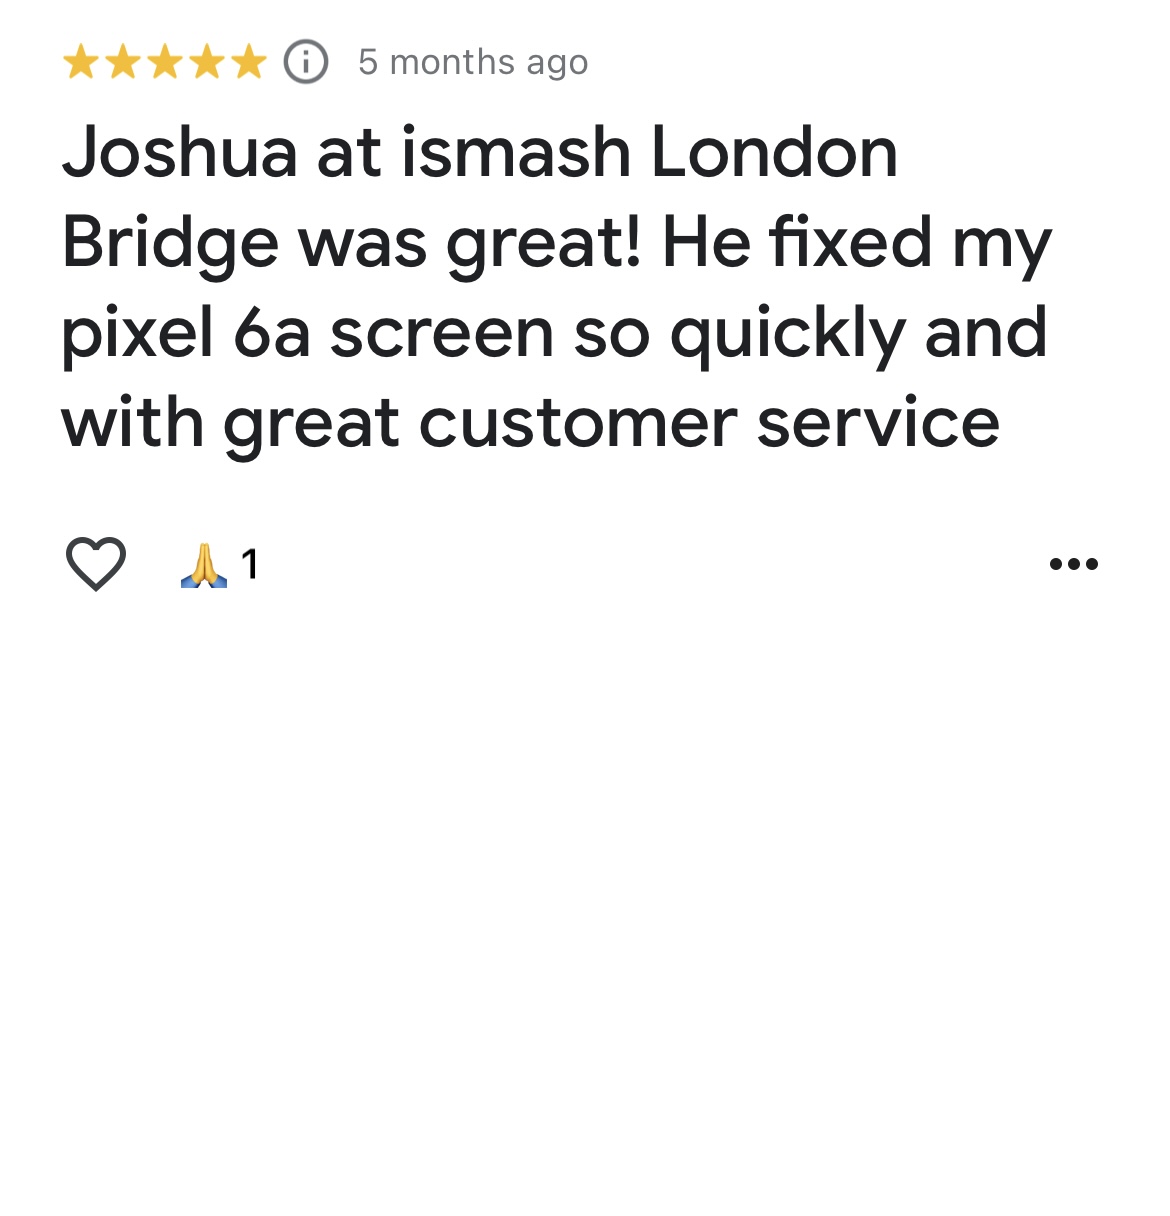 5 months ago
Joshua at ismash London
Bridge was great! He fixed my
pixel 6a screen so quickly and
with great customer service
🙏 1